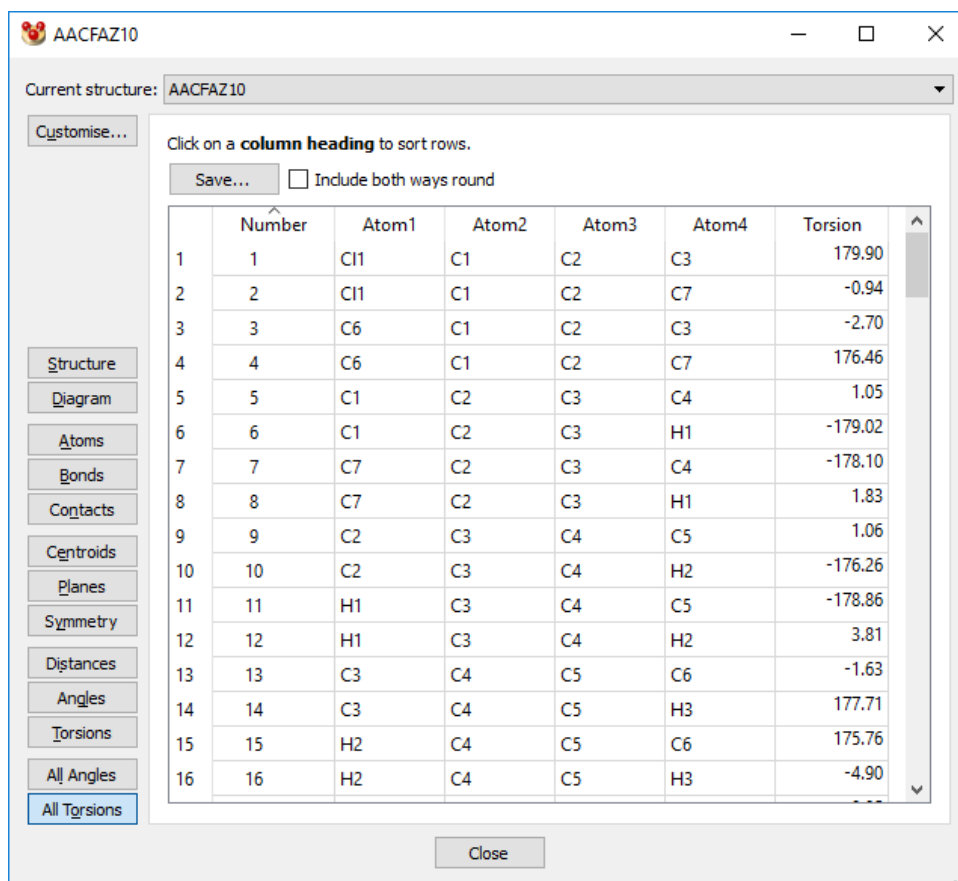 AACFAZ10
Current structure: AACFAZ10
Customise...
Click on a column heading to sort rows.
Save... Include both ways round
Number Atom1 Atom2 Atom3 Atom4 Torsion
1 1 Cl1 C1 C2 C3 179.90
2 2 Cl1 C1 C2 C7 -0.94
3 3 C6 C1 C2 C3 -2.70
Structure 4 4 C6 C1 C2 C7 176.46
Diagram 5 5 C1 C2 C3 C4 1.05
Atoms 6 6 C1 C2 C3 H1 -179.02
Bonds 7 7 C7 C2 C3 C4 -178.10
Contacts 8 8 C7 C2 C3 H1 1.83
Centroids 9 9 C2 C3 C4 C5 1.06
Planes 10 10 C2 C3 C4 H2 -176.26
Symmetry 11 11 H1 C3 C4 C5 -178.86
12 12 H1 C3 C4 H2 3.81
Distances 13 13 C3 C4 C5 C6 -1.63
Angles 14 14 C3 C4 C5 H3 177.71
Torsions 15 15 H2 C4 C5 C6 175.76
All Angles 16 16 H2 C4 C5 H3 -4.90
All Torsions
Close